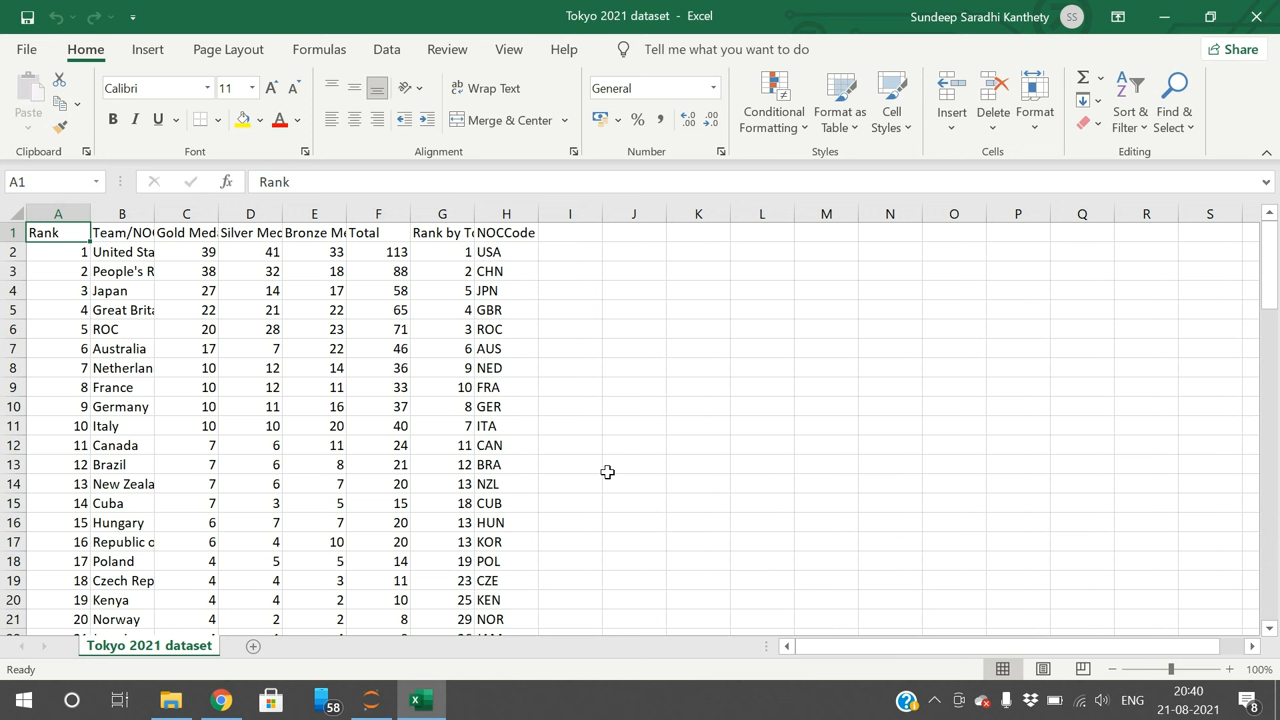 Tokyo 2021 dataset - Excel
Sundeep Saradhi Kanthety SS
File Home Insert Page Layout Formulas Data Review View Help Tell me what you want to do Share
Paste
Calibri 11
Wrap Text
General
Conditional Formatting
Format as Table
Cell Styles
Insert Delete Format
Sort & Filter
Find & Select
B I U A
Merge & Center
% ,
Clipboard Font Alignment Number Styles Cells Editing
A1 fx Rank
A B C D E F G H I J K L M N O P Q R S
1 Rank Team/NO Gold Med Silver Med Bronze Me Total Rank by To NOCCode
2 1 United Sta 39 41 33 113 1 USA
3 2 People's R 38 32 18 88 2 CHN
4 3 Japan 27 14 17 58 5 JPN
5 4 Great Brita 22 21 22 65 4 GBR
6 5 ROC 20 28 23 71 3 ROC
7 6 Australia 17 7 22 46 6 AUS
8 7 Netherlan 10 12 14 36 9 NED
9 8 France 10 12 11 33 10 FRA
10 9 Germany 10 11 16 37 8 GER
11 10 Italy 10 10 20 40 7 ITA
12 11 Canada 7 6 11 24 11 CAN
13 12 Brazil 7 6 8 21 12 BRA
14 13 New Zeala 7 6 7 20 13 NZL
15 14 Cuba 7 3 5 15 18 CUB
16 15 Hungary 6 7 7 20 13 HUN
17 16 Republic o 6 4 10 20 13 KOR
18 17 Poland 4 5 5 14 19 POL
19 18 Czech Rep 4 4 3 11 23 CZE
20 19 Kenya 4 4 2 10 25 KEN
21 20 Norway 4 2 2 8 29 NOR
Tokyo 2021 dataset
Ready 100%
58 ENG 20:40
21-08-2021 8